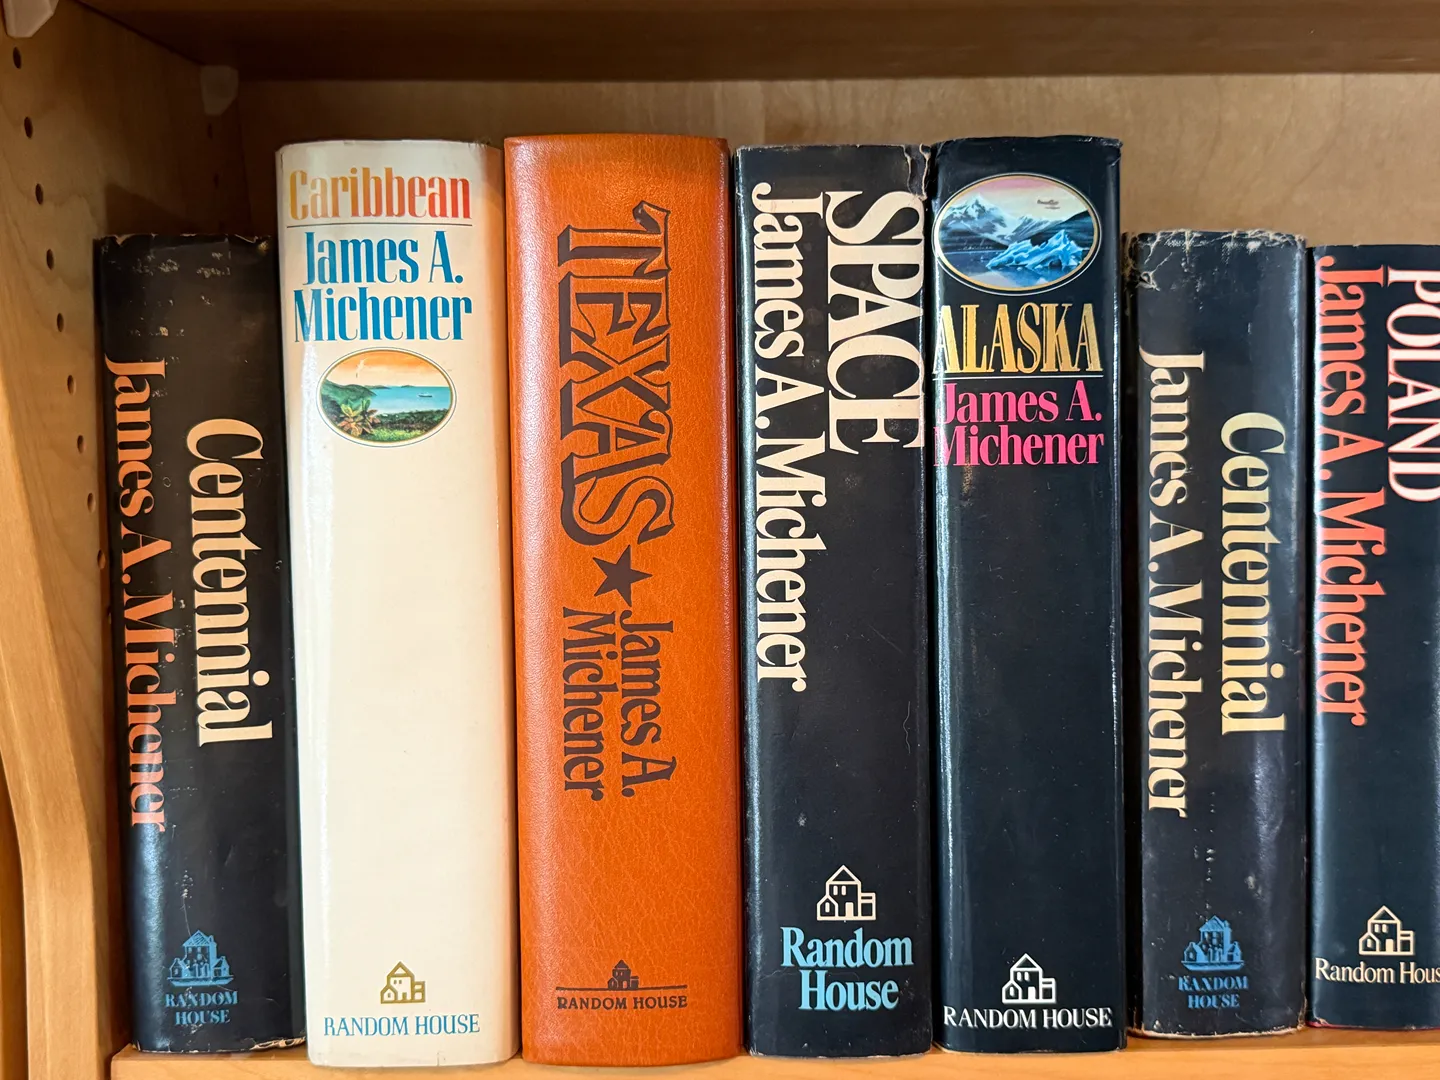 Centennial
James A. Michener
RANDOM
HOUSE
Caribbean
James A.
Michener
RANDOM HOUSE
TEXAS
James A.
Michener
RANDOM HOUSE
SPACE
James A. Michener
Random
House
ALASKA
James A.
Michener
RANDOM HOUSE
Centennial
James A. Michener
RANDOM
HOUSE
POLAND
James A. Michener
Random Hous